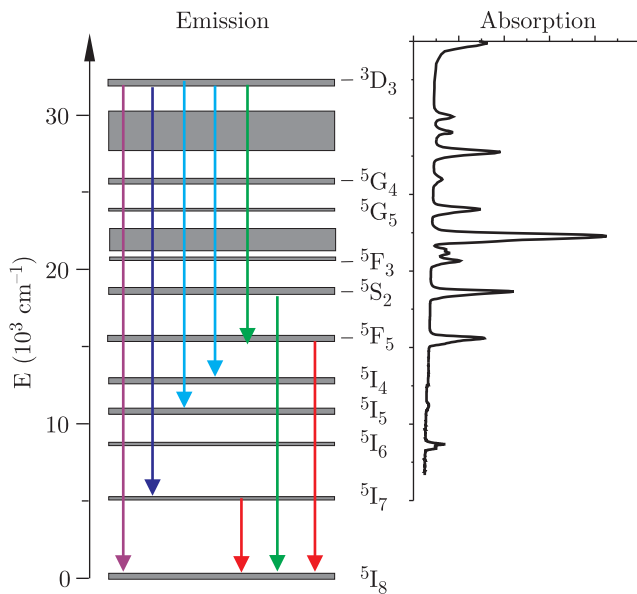 Emission
Absorption
E (10³ cm⁻¹)
30
20
10
0
– ³D₃
– ⁵G₄
⁵G₅
– ⁵F₃
– ⁵S₂
– ⁵F₅
⁵I₄
⁵I₅
⁵I₆
⁵I₇
⁵I₈